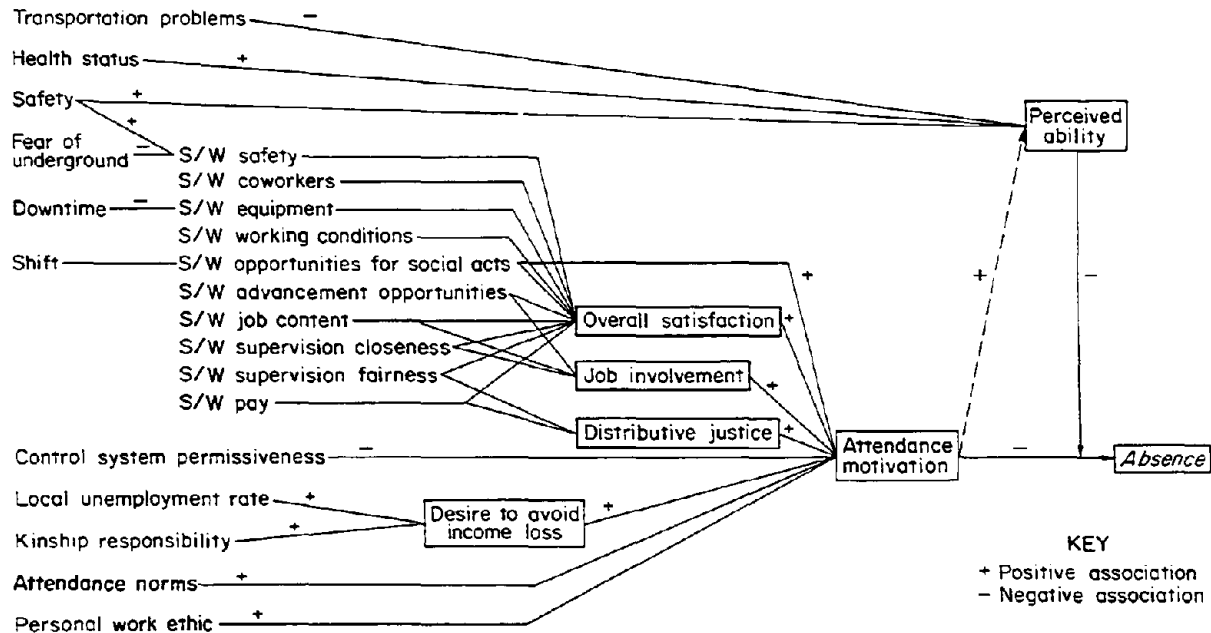 Transportation problems
−
Health status
+
Safety
+
+
Perceived
ability
Fear of
underground
−
S/W safety
S/W coworkers
Downtime
−
S/W equipment
S/W working conditions
Shift
S/W opportunities for social acts
+
+
−
S/W advancement opportunities
S/W job content
Overall satisfaction
+
S/W supervision closeness
S/W supervision fairness
Job involvement
+
S/W pay
Distributive justice
+
Control system permissiveness
−
Attendance
motivation
−
Absence
Local unemployment rate
+
Kinship responsibility
+
Desire to avoid
income loss
+
Attendance norms
+
Personal work ethic
+
KEY
+ Positive association
− Negative association